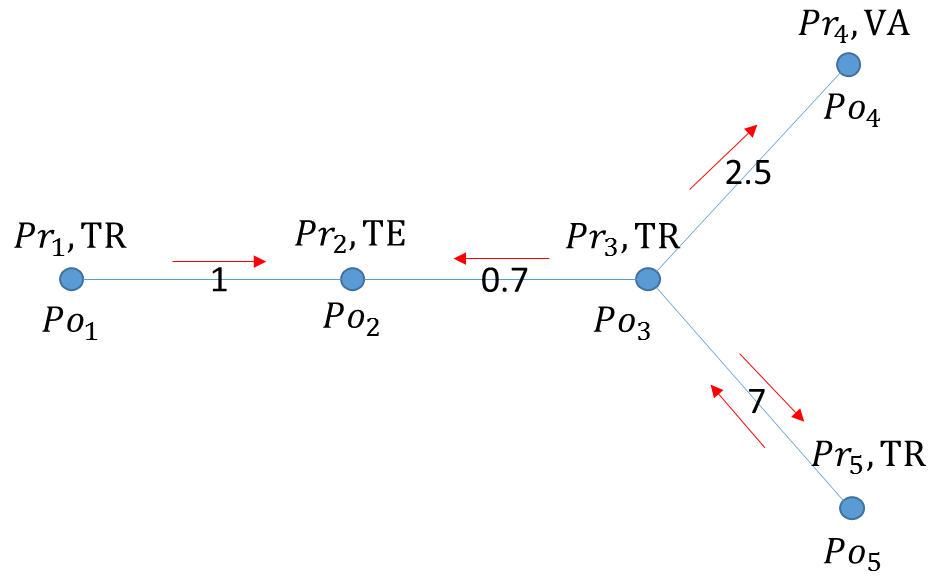 Pr₄, VA
Po₄
2.5
Pr₁, TR
Pr₂, TE
Pr₃, TR
1
0.7
Po₁
Po₂
Po₃
7
Pr₅, TR
Po₅